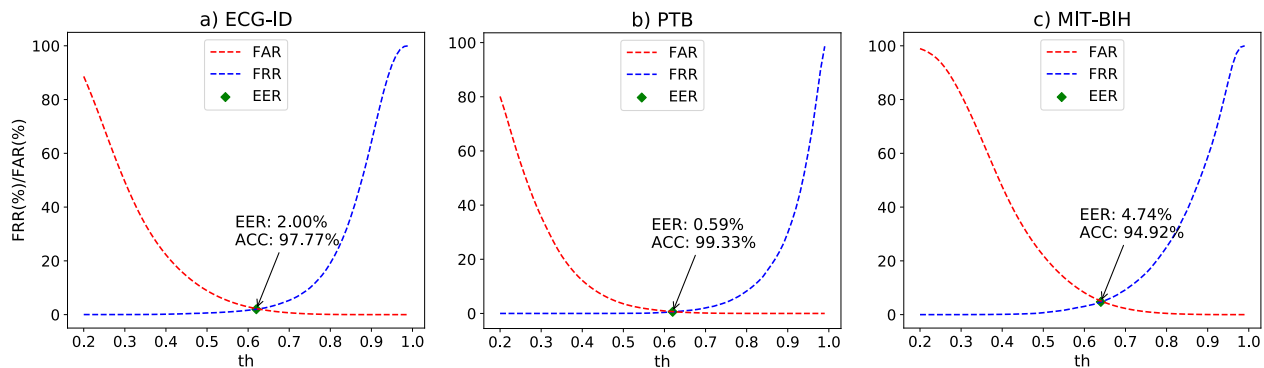 a) ECG-ID
FRR(%)/FAR(%)
100
80
60
40
20
0
FAR
FRR
EER
EER: 2.00%
ACC: 97.77%
0.2 0.3 0.4 0.5 0.6 0.7 0.8 0.9 1.0
th
b) PTB
100
80
60
40
20
0
FAR
FRR
EER
EER: 0.59%
ACC: 99.33%
0.2 0.3 0.4 0.5 0.6 0.7 0.8 0.9 1.0
th
c) MIT-BIH
100
80
60
40
20
0
FAR
FRR
EER
EER: 4.74%
ACC: 94.92%
0.2 0.3 0.4 0.5 0.6 0.7 0.8 0.9 1.0
th